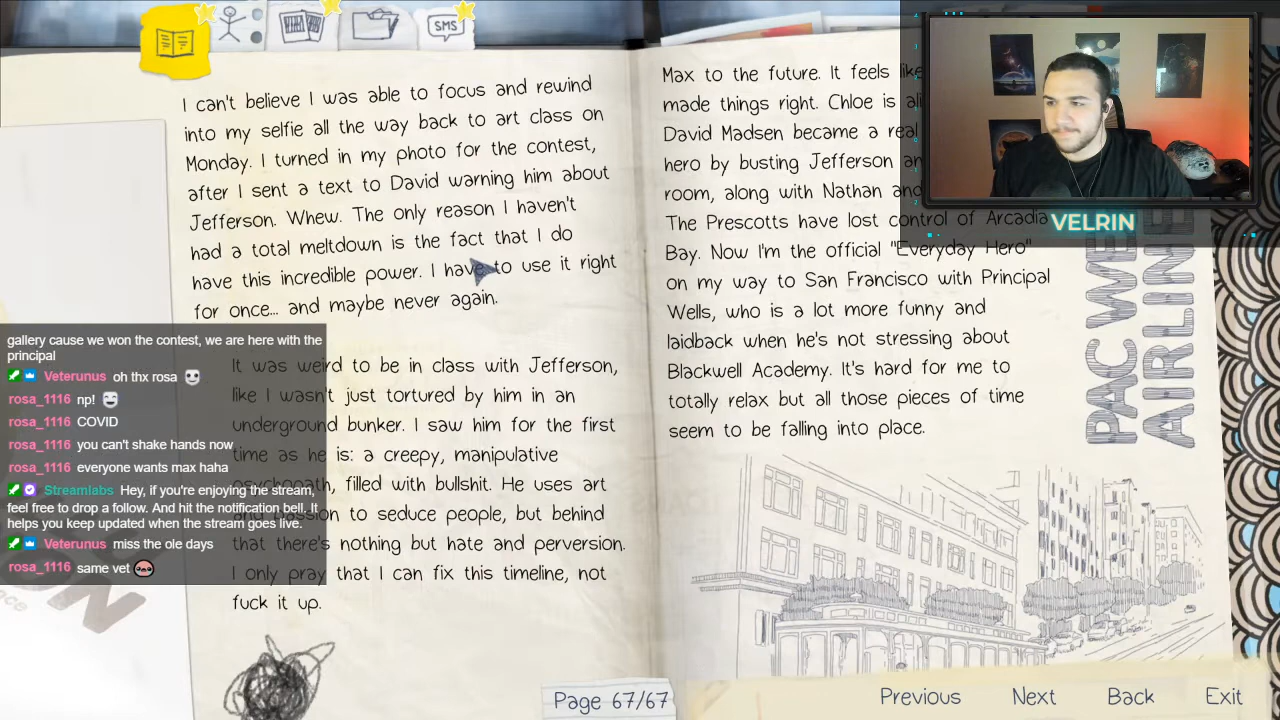 SMS
I can't believe I was able to focus and rewind
into my selfie all the way back to art class on
Monday. I turned in my photo for the contest,
after I sent a text to David warning him about
Jefferson. Whew. The only reason I haven't
had a total meltdown is the fact that I do
have this incredible power. I have to use it right
for once... and maybe never again.
It was weird to be in class with Jefferson,
like I wasn't just tortured by him in an
underground bunker. I saw him for the first
time as he is: a creepy, manipulative
psychopath, filled with bullshit. He uses art
and passion to seduce people, but behind
that there's nothing but hate and perversion.
I only pray that I can fix this timeline, not
fuck it up.
Max to the future. It feels like
made things right. Chloe is
David Madsen became a real
hero by busting Jefferson
room, along with Nathan and
The Prescotts have lost control of Arcadia
Bay. Now I'm the official "Everyday Hero"
on my way to San Francisco with Principal
Wells, who is a lot more funny and
laidback when he's not stressing about
Blackwell Academy. It's hard for me to
totally relax but all those pieces of time
seem to be falling into place.
PAC WE
AIRLINE
VELRIN
gallery cause we won the contest, we are here with the
principal
Veterunus oh thx rosa
rosa_1116 np!
rosa_1116 COVID
rosa_1116 you can't shake hands now
rosa_1116 everyone wants max haha
Streamlabs Hey, if you're enjoying the stream,
feel free to drop a follow. And hit the notification bell. It
helps you keep updated when the stream goes live.
Veterunus miss the ole days
rosa_1116 same vet
Page 67/67
Previous Next Back Exit